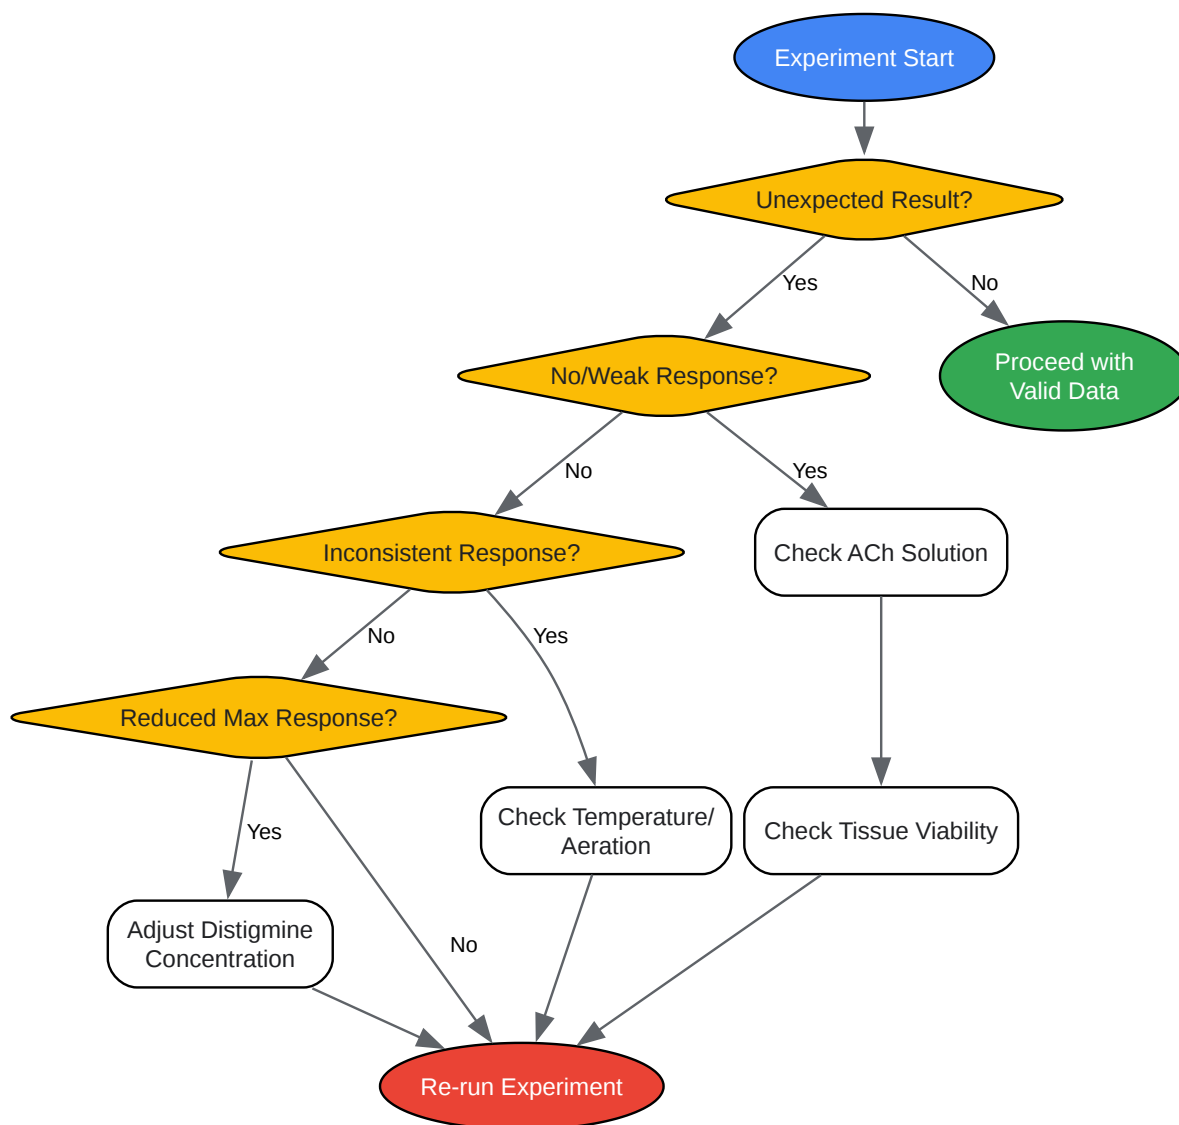 Experiment Start
Unexpected Result?
Yes
No
No/Weak Response?
Proceed with
Valid Data
No
Yes
Inconsistent Response?
Check ACh Solution
No
Yes
Reduced Max Response?
Check Temperature/
Aeration
Check Tissue Viability
Yes
Adjust Distigmine
Concentration
No
Re-run Experiment